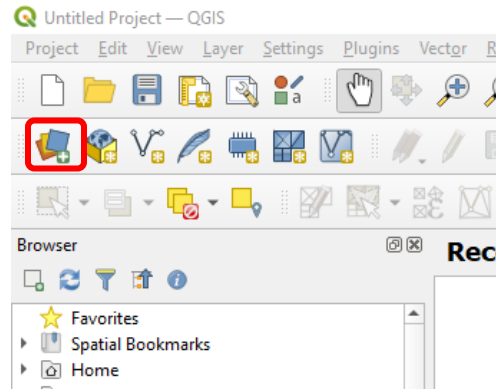 Untitled Project — QGIS
Project Edit View Layer Settings Plugins Vector R
a
Browser
Rec
Favorites
Spatial Bookmarks
Home